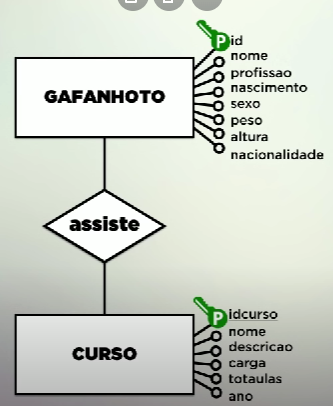 P
id
nome
profissao
GAFANHOTO
nascimento
sexo
peso
altura
nacionalidade
assiste
P
idcurso
nome
descricao
CURSO
carga
totaulas
ano